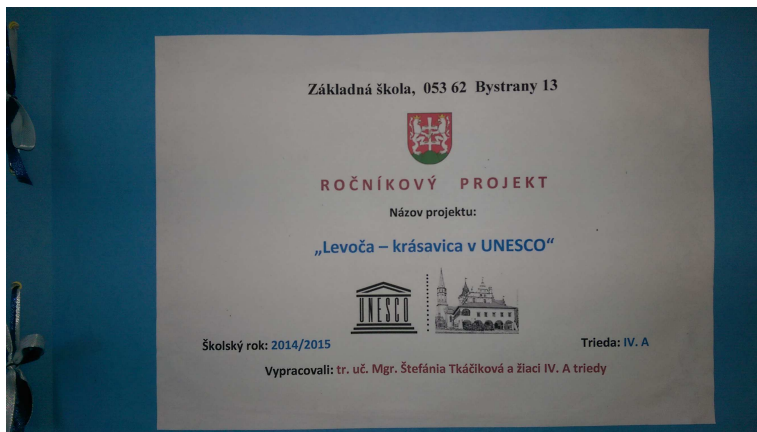 Základná škola, 053 62 Bystrany 13
ROČNÍKOVÝ PROJEKT
Názov projektu:
„Levoča – krásavica v UNESCO“
UNESCO
Školský rok: 2014/2015 Trieda: IV. A
Vypracovali: tr. uč. Mgr. Štefánia Tkáčiková a žiaci IV. A triedy